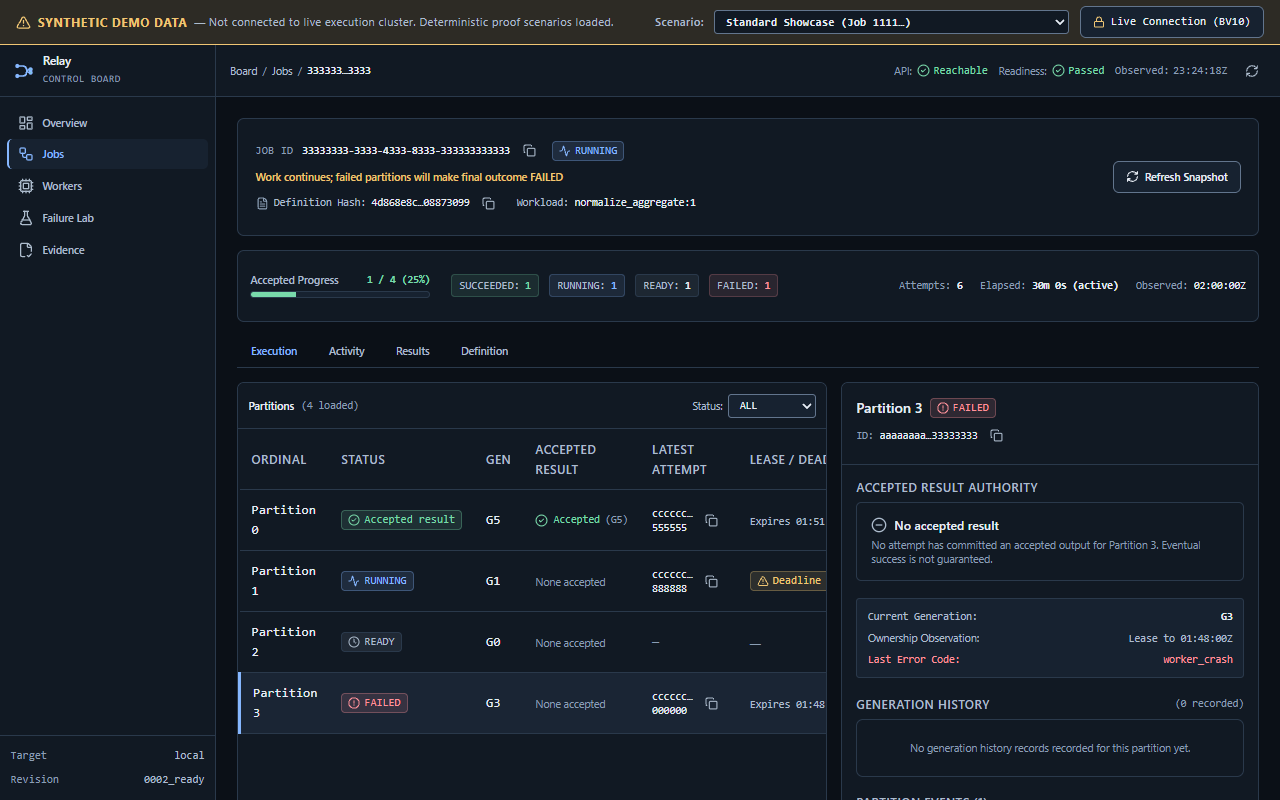 SYNTHETIC DEMO DATA — Not connected to live execution cluster. Deterministic proof scenarios loaded.
Scenario: Standard Showcase (Job 1111…)
Live Connection (BV10)
Relay
CONTROL BOARD
Board / Jobs / 333333…3333
API: Reachable Readiness: Passed Observed: 23:24:18Z
Overview
Jobs
Workers
Failure Lab
Evidence
Target local
Revision 0002_ready
JOB ID 33333333-3333-4333-8333-333333333333 RUNNING
Work continues; failed partitions will make final outcome FAILED
Definition Hash: 4d868e8c…08873099 Workload: normalize_aggregate:1
Refresh Snapshot
Accepted Progress 1 / 4 (25%)
SUCCEEDED: 1 RUNNING: 1 READY: 1 FAILED: 1
Attempts: 6 Elapsed: 30m 0s (active) Observed: 02:00:00Z
Execution Activity Results Definition
Partitions (4 loaded) Status: ALL
ORDINAL STATUS GEN ACCEPTED RESULT LATEST ATTEMPT LEASE / DEAD
Partition 0 Accepted result G5 Accepted (G5) cccccc…555555 Expires 01:51
Partition 1 RUNNING G1 None accepted cccccc…888888 Deadline
Partition 2 READY G0 None accepted — —
Partition 3 FAILED G3 None accepted cccccc…000000 Expires 01:48
Partition 3 FAILED
ID: aaaaaaaa…33333333
ACCEPTED RESULT AUTHORITY
No accepted result
No attempt has committed an accepted output for Partition 3. Eventual
success is not guaranteed.
Current Generation: G3
Ownership Observation: Lease to 01:48:00Z
Last Error Code: worker_crash
GENERATION HISTORY (0 recorded)
No generation history records recorded for this partition yet.
PARTITION EVENTS (1)